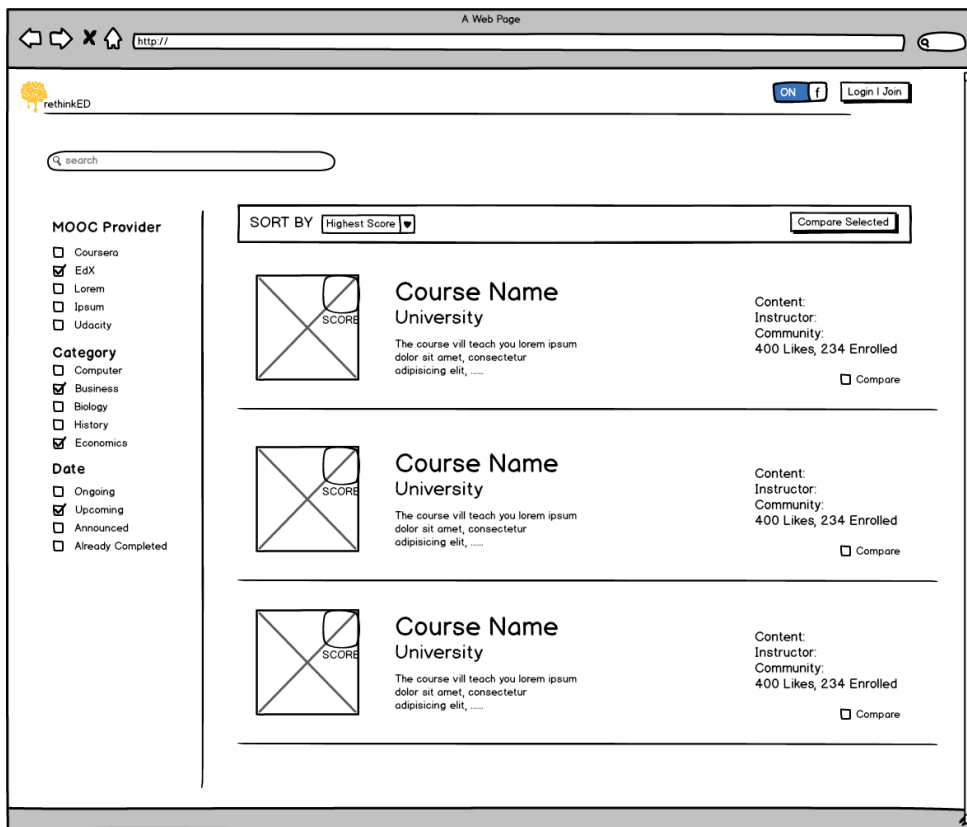 A Web Page
http://
rethinkED
ON f
Login | Join
search
MOOC Provider
Coursera
EdX
Lorem
Ipsum
Udacity
Category
Computer
Business
Biology
History
Economics
Date
Ongoing
Upcoming
Announced
Already Completed
SORT BY Highest Score
Compare Selected
SCORE
Course Name
University
The course vill teach you lorem ipsum
dolor sit amet, consectetur
adipisicing elit, ......
Content:
Instructor:
Community:
400 Likes, 234 Enrolled
Compare
SCORE
Course Name
University
The course vill teach you lorem ipsum
dolor sit amet, consectetur
adipisicing elit, ......
Content:
Instructor:
Community:
400 Likes, 234 Enrolled
Compare
SCORE
Course Name
University
The course vill teach you lorem ipsum
dolor sit amet, consectetur
adipisicing elit, ......
Content:
Instructor:
Community:
400 Likes, 234 Enrolled
Compare